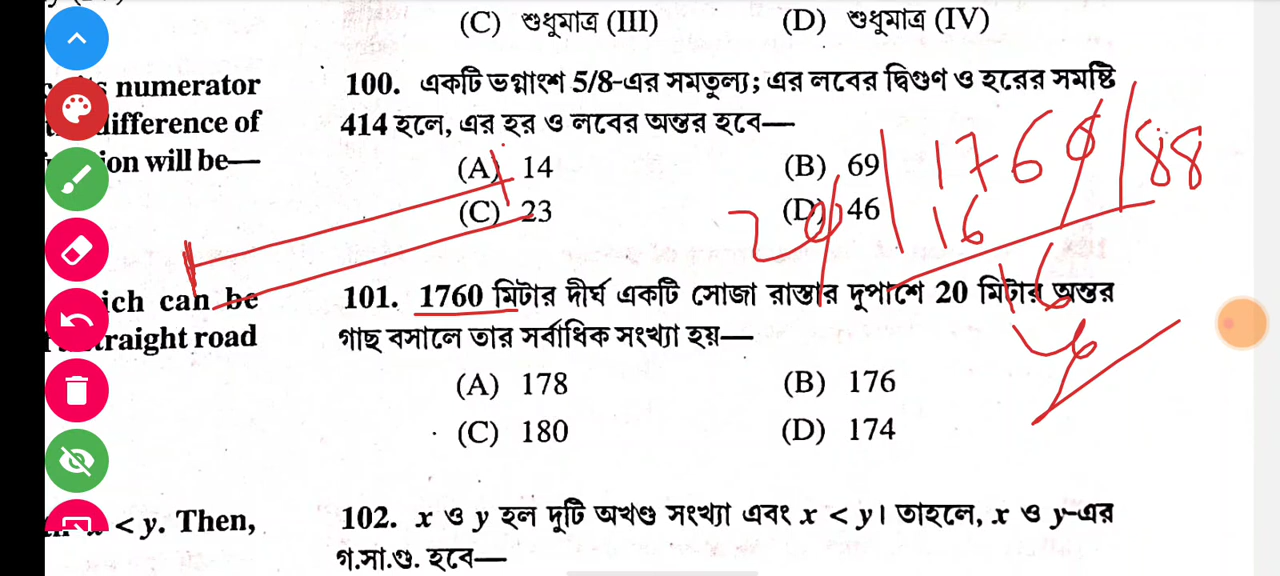 (C) শুধুমাত্র (III) (D) শুধুমাত্র (IV)
numerator
difference of
ion will be—
100. একটি ভগ্নাংশ 5/8-এর সমতুল্য; এর লবের দ্বিগুণ ও হরের সমষ্টি
414 হলে, এর হর ও লবের অন্তর হবে—
(A) 14 (B) 69
(C) 23 (D) 46
20 1760 88
16
16
ich can be
raight road
101. 1760 মিটার দীর্ঘ একটি সোজা রাস্তার দুপাশে 20 মিটার অন্তর
গাছ বসালে তার সর্বাধিক সংখ্যা হয়—
(A) 178 (B) 176
(C) 180 (D) 174
< y. Then,
102. x ও y হল দুটি অখণ্ড সংখ্যা এবং x < y। তাহলে, x ও y-এর
গ.সা.গু. হবে—